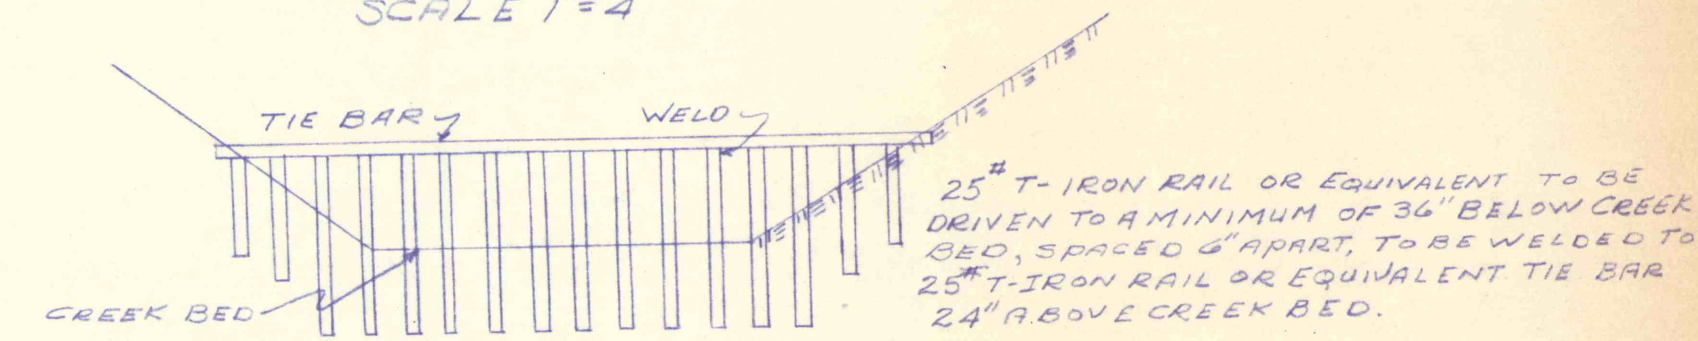 SCALE 1"=4'
TIE BAR
WELD
25# T-IRON RAIL OR EQUIVALENT TO BE
DRIVEN TO A MINIMUM OF 36" BELOW CREEK
BED, SPACED 6" APART, TO BE WELDED TO
25# T-IRON RAIL OR EQUIVALENT TIE BAR
24" ABOVE CREEK BED.
CREEK BED